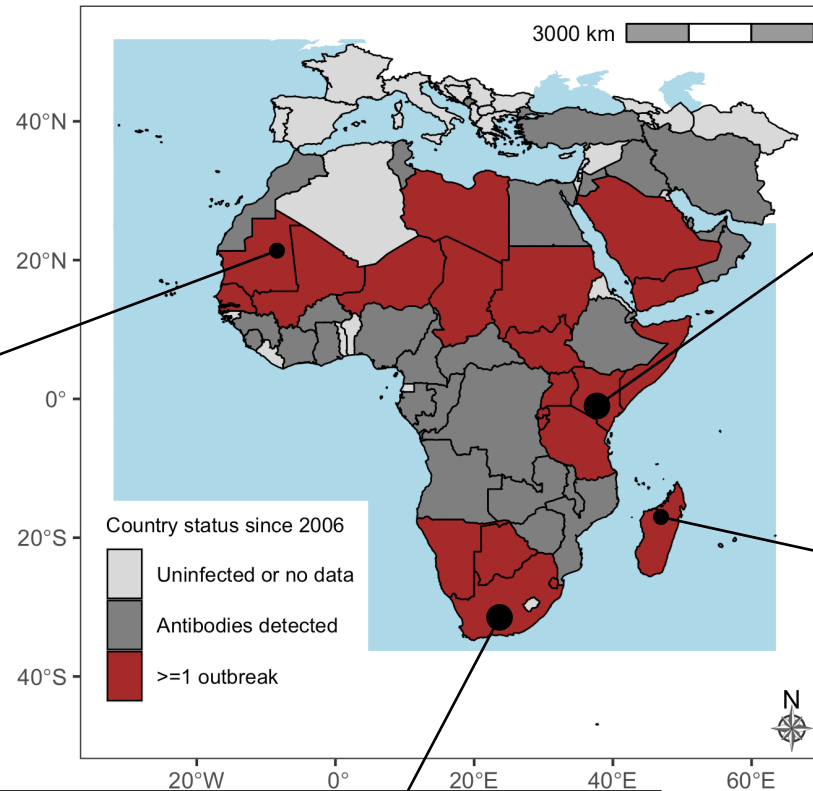 3000 km
40°N
20°N
0°
20°S
40°S
Country status since 2006
Uninfected or no data
Antibodies detected
>=1 outbreak
N
20°W
0°
20°E
40°E
60°E